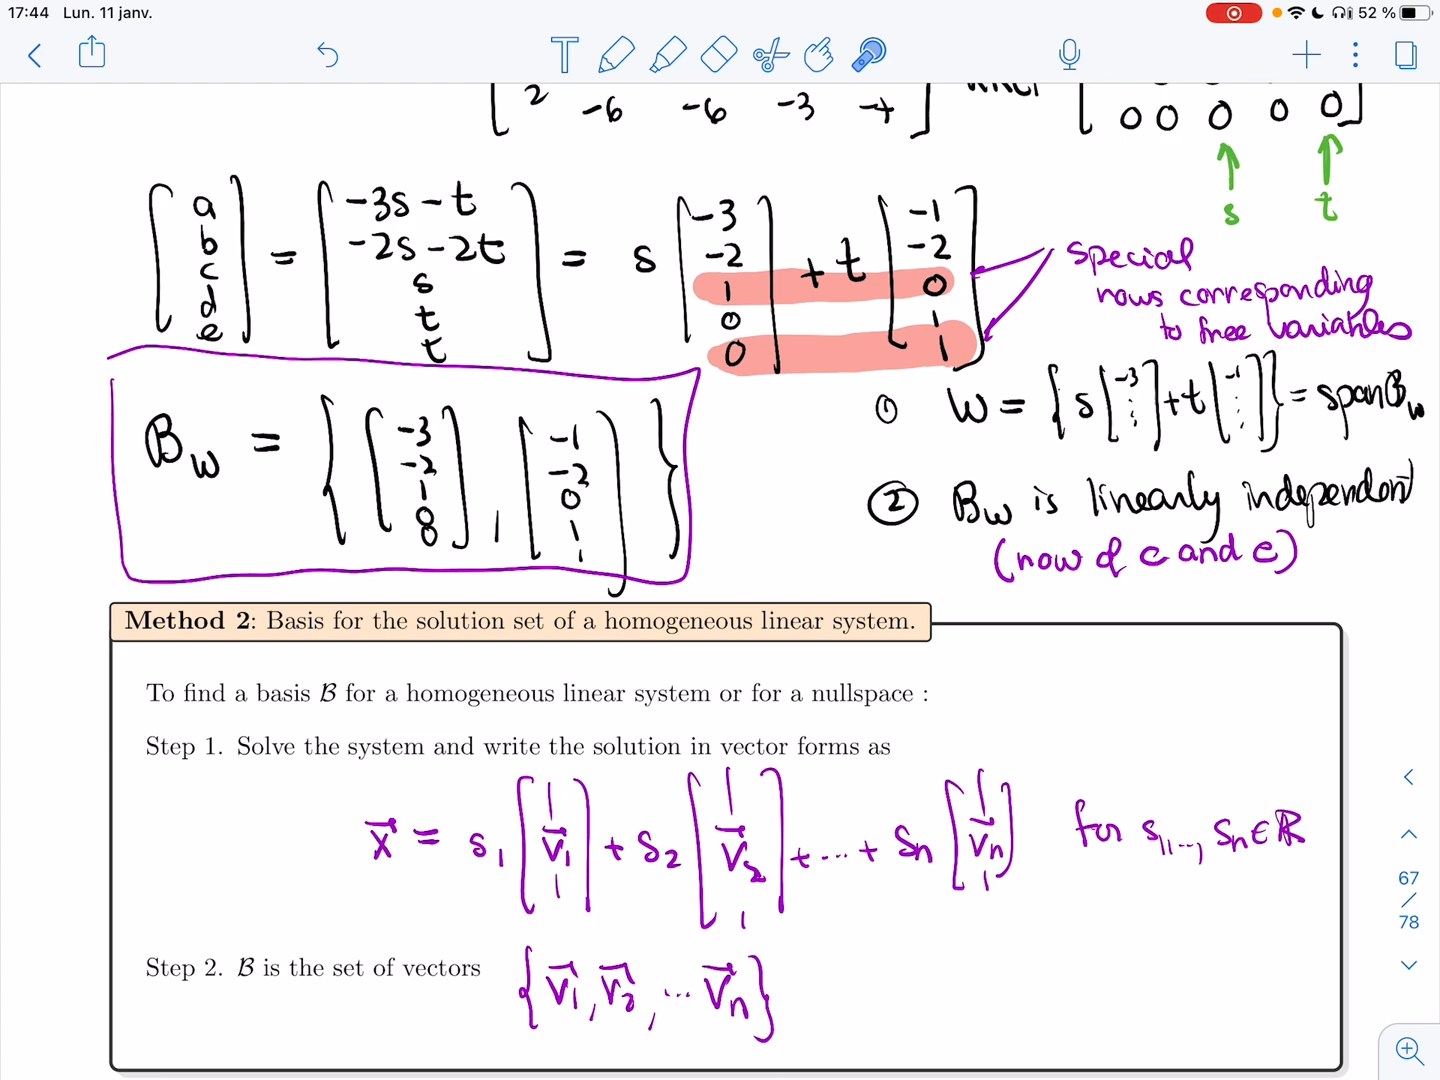 17:44 Lun. 11 janv. 52 %
T
2 -6 -6 -3 -4
0 0 0 0 0
s t
[a b c d e] = [-3s-t -2s-2t s t t] = s [-3 -2 1 0 0] + t [-1 -2 0 1 1]
special
rows corresponding
to free variables
① W = { s [-3 ⋮] + t [-1 ⋮] } = span B_W
B_W = { [-3 -2 1 0 0], [-1 -2 0 1 1] }
② B_W is linearly independent
(row of c and e)
Method 2: Basis for the solution set of a homogeneous linear system.
To find a basis ℬ for a homogeneous linear system or for a nullspace :
Step 1. Solve the system and write the solution in vector forms as
x⃗ = s₁ [v⃗₁] + s₂ [v⃗₂] + ... + sₙ [v⃗ₙ] for s₁,..., sₙ ∈ ℝ
Step 2. ℬ is the set of vectors {v⃗₁, v⃗₂, ... v⃗ₙ}
67
/
78